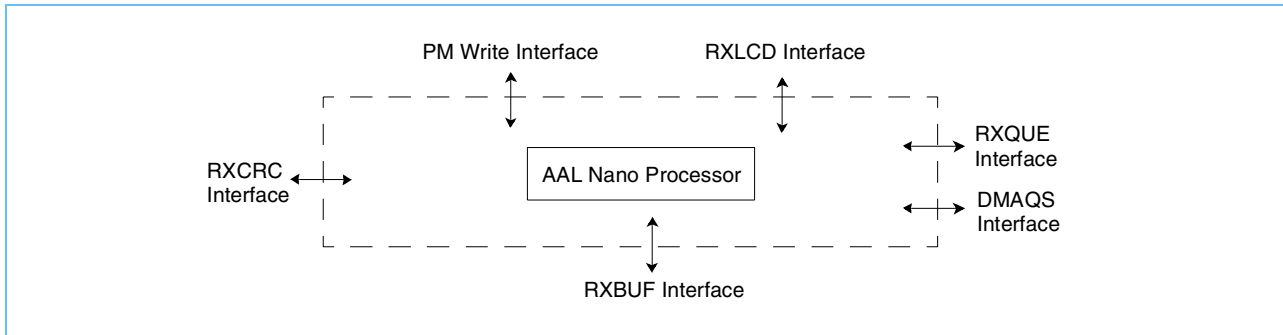 PM Write Interface
RXLCD Interface
RXCRC
Interface
AAL Nano Processor
RXQUE
Interface
DMAQS
Interface
RXBUF Interface